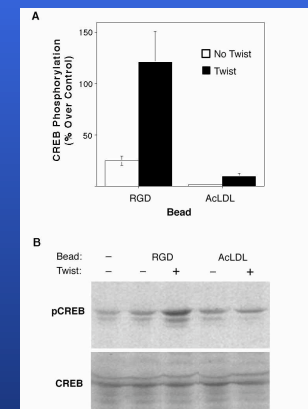 A
CREB Phosphorylation
(% Over Control)
150
100
50
No Twist
Twist
RGD AcLDL
Bead
B
Bead: – RGD AcLDL
Twist: – – + – +
pCREB
CREB